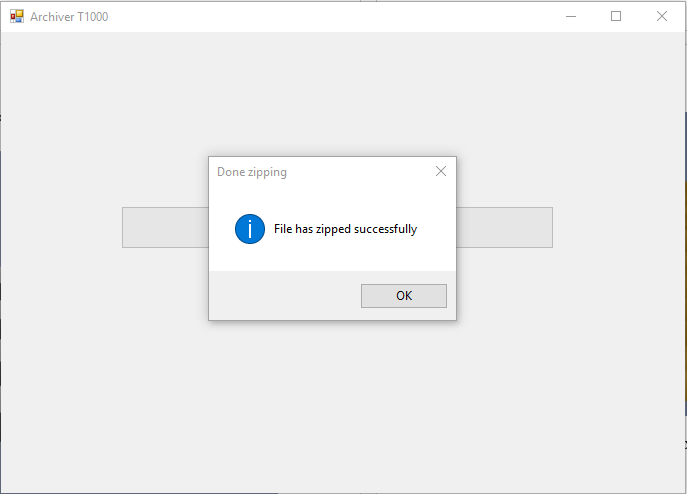 Archiver T1000
Done zipping
File has zipped successfully
OK